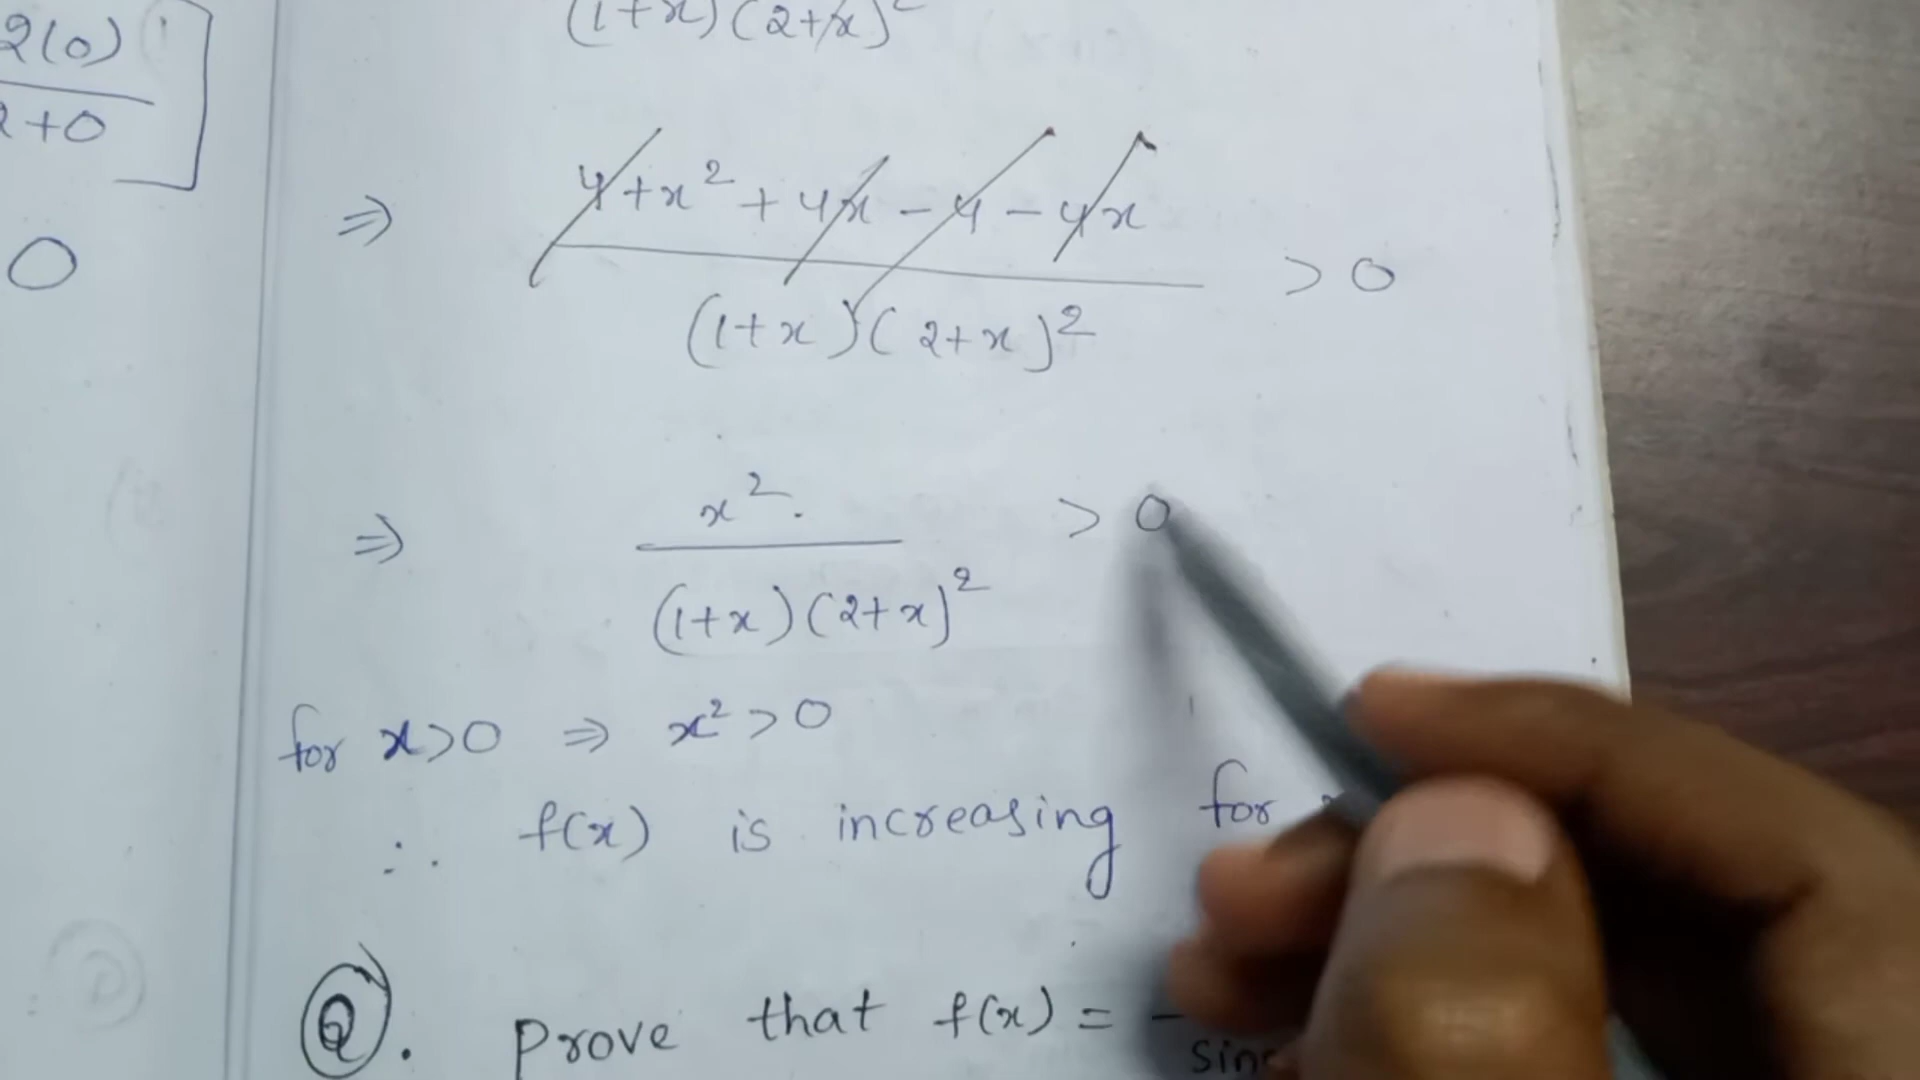 2(0)
2+0
0
(1+x)(2+x)²
⇒ 4+x²+4x-4-4x > 0
(1+x)(2+x)²
⇒ x². > 0
(1+x)(2+x)²
for x>0 ⇒ x²>0
∴ f(x) is increasing for
Q. prove that f(x) =